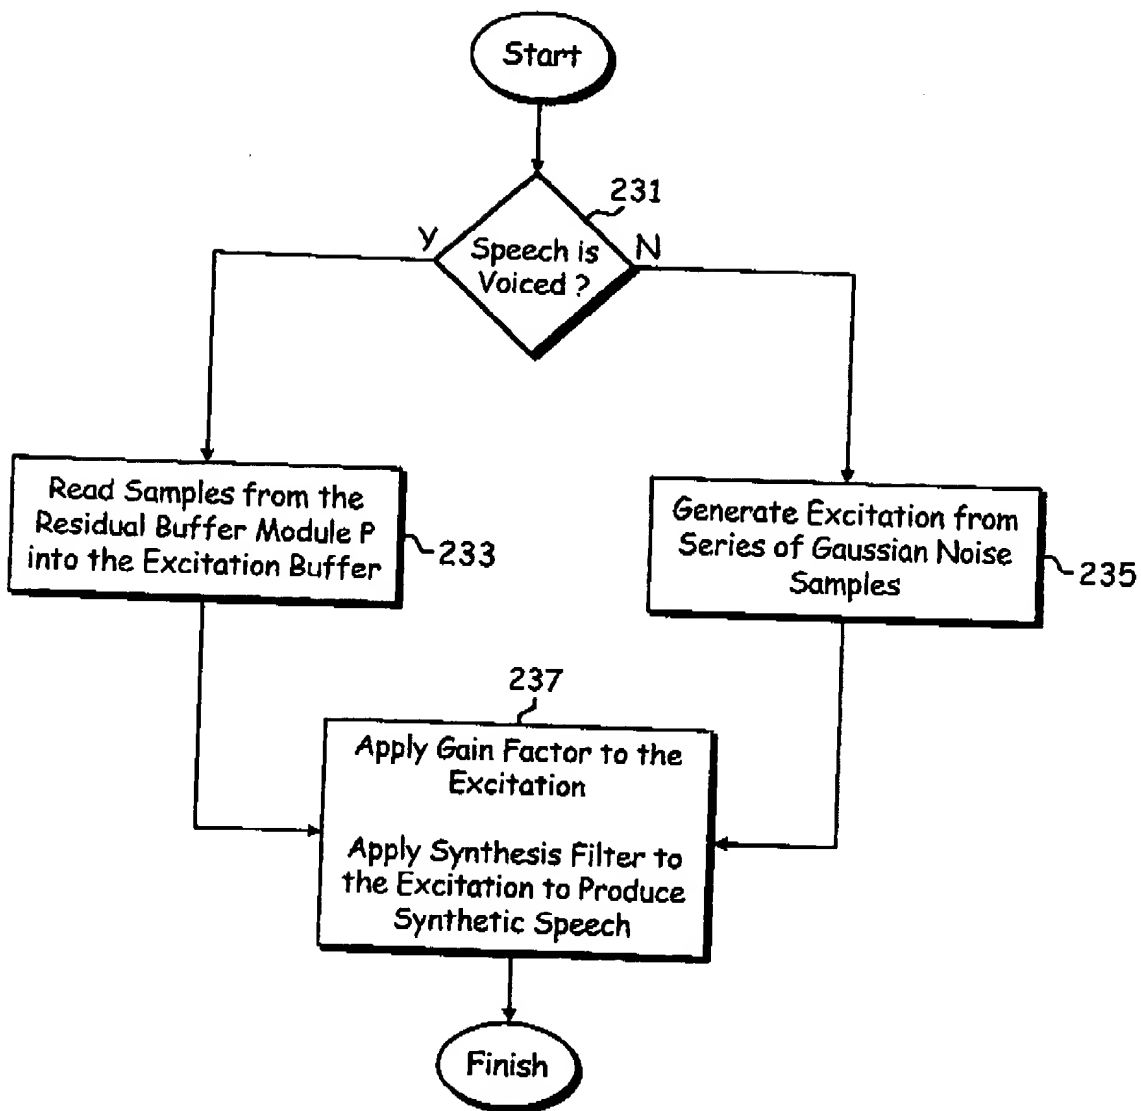 Start
231
Y
N
Speech is
Voiced ?
Read Samples from the
Residual Buffer Module P
into the Excitation Buffer
233
Generate Excitation from
Series of Gaussian Noise
Samples
235
237
Apply Gain Factor to the
Excitation
Apply Synthesis Filter to
the Excitation to Produce
Synthetic Speech
Finish